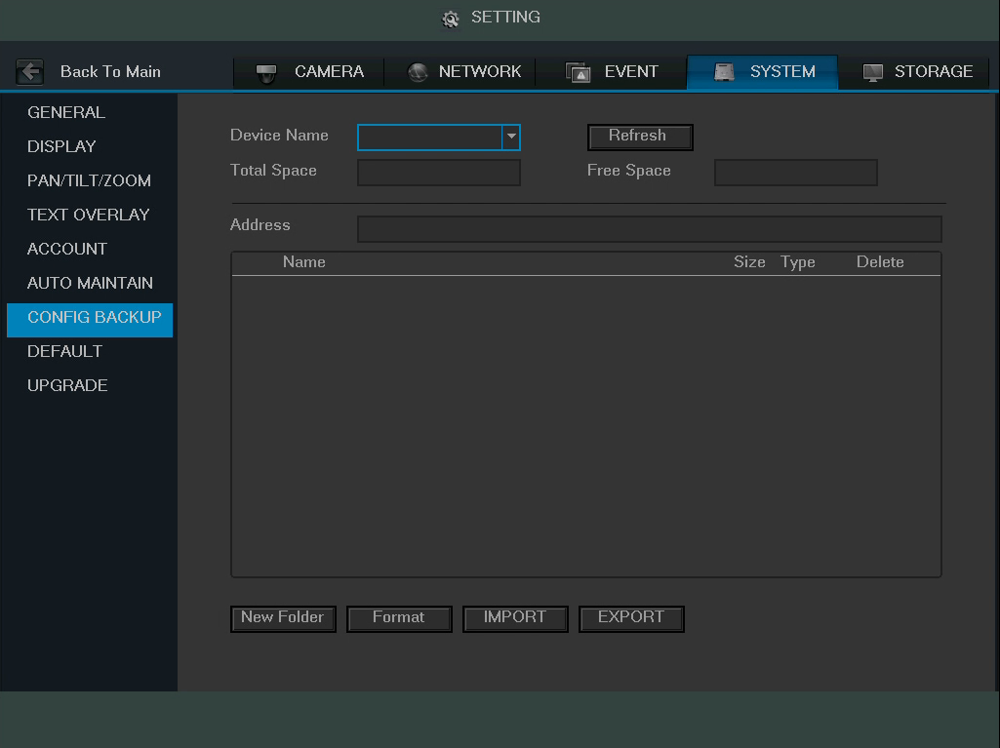 SETTING
Back To Main
CAMERA
NETWORK
EVENT
SYSTEM
STORAGE
GENERAL
DISPLAY
PAN/TILT/ZOOM
TEXT OVERLAY
ACCOUNT
AUTO MAINTAIN
CONFIG BACKUP
DEFAULT
UPGRADE
Device Name
Refresh
Total Space
Free Space
Address
Name Size Type Delete
New Folder
Format
IMPORT
EXPORT